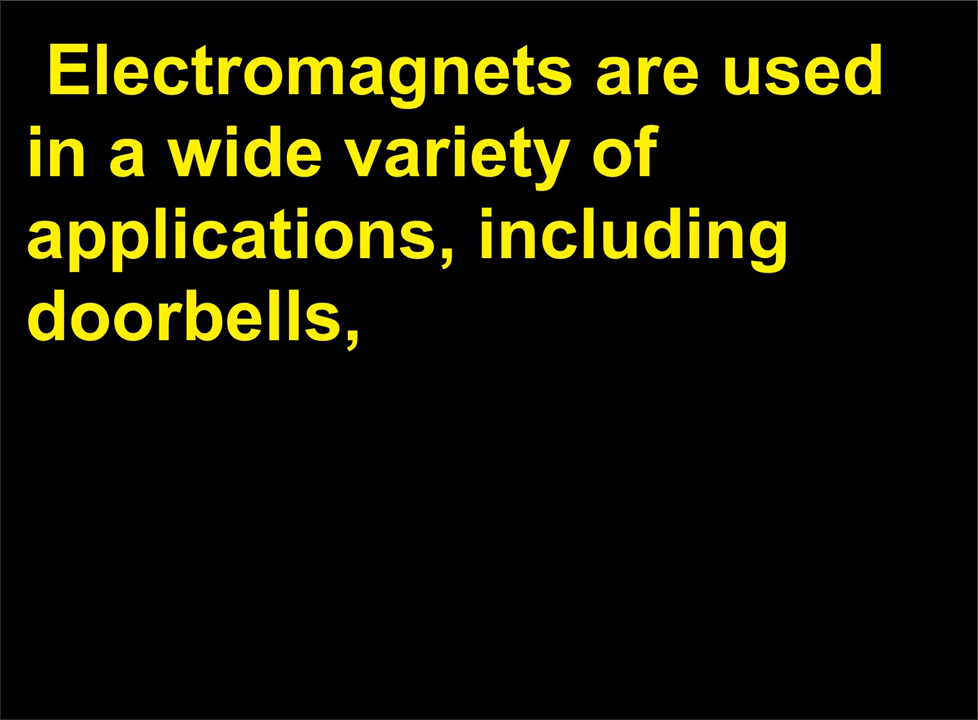 Electromagnets are used
in a wide variety of
applications, including
doorbells,